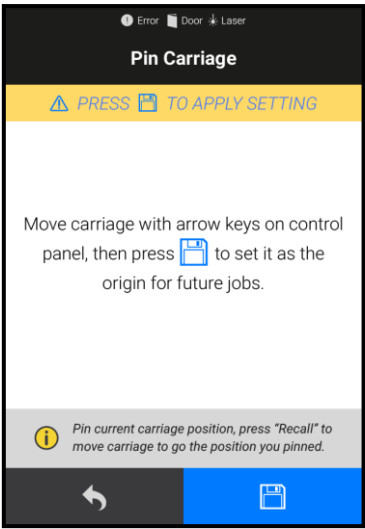 Error Door Laser
Pin Carriage
PRESS TO APPLY SETTING
Move carriage with arrow keys on control
panel, then press to set it as the
origin for future jobs.
Pin current carriage position, press “Recall” to
move carriage to go the position you pinned.